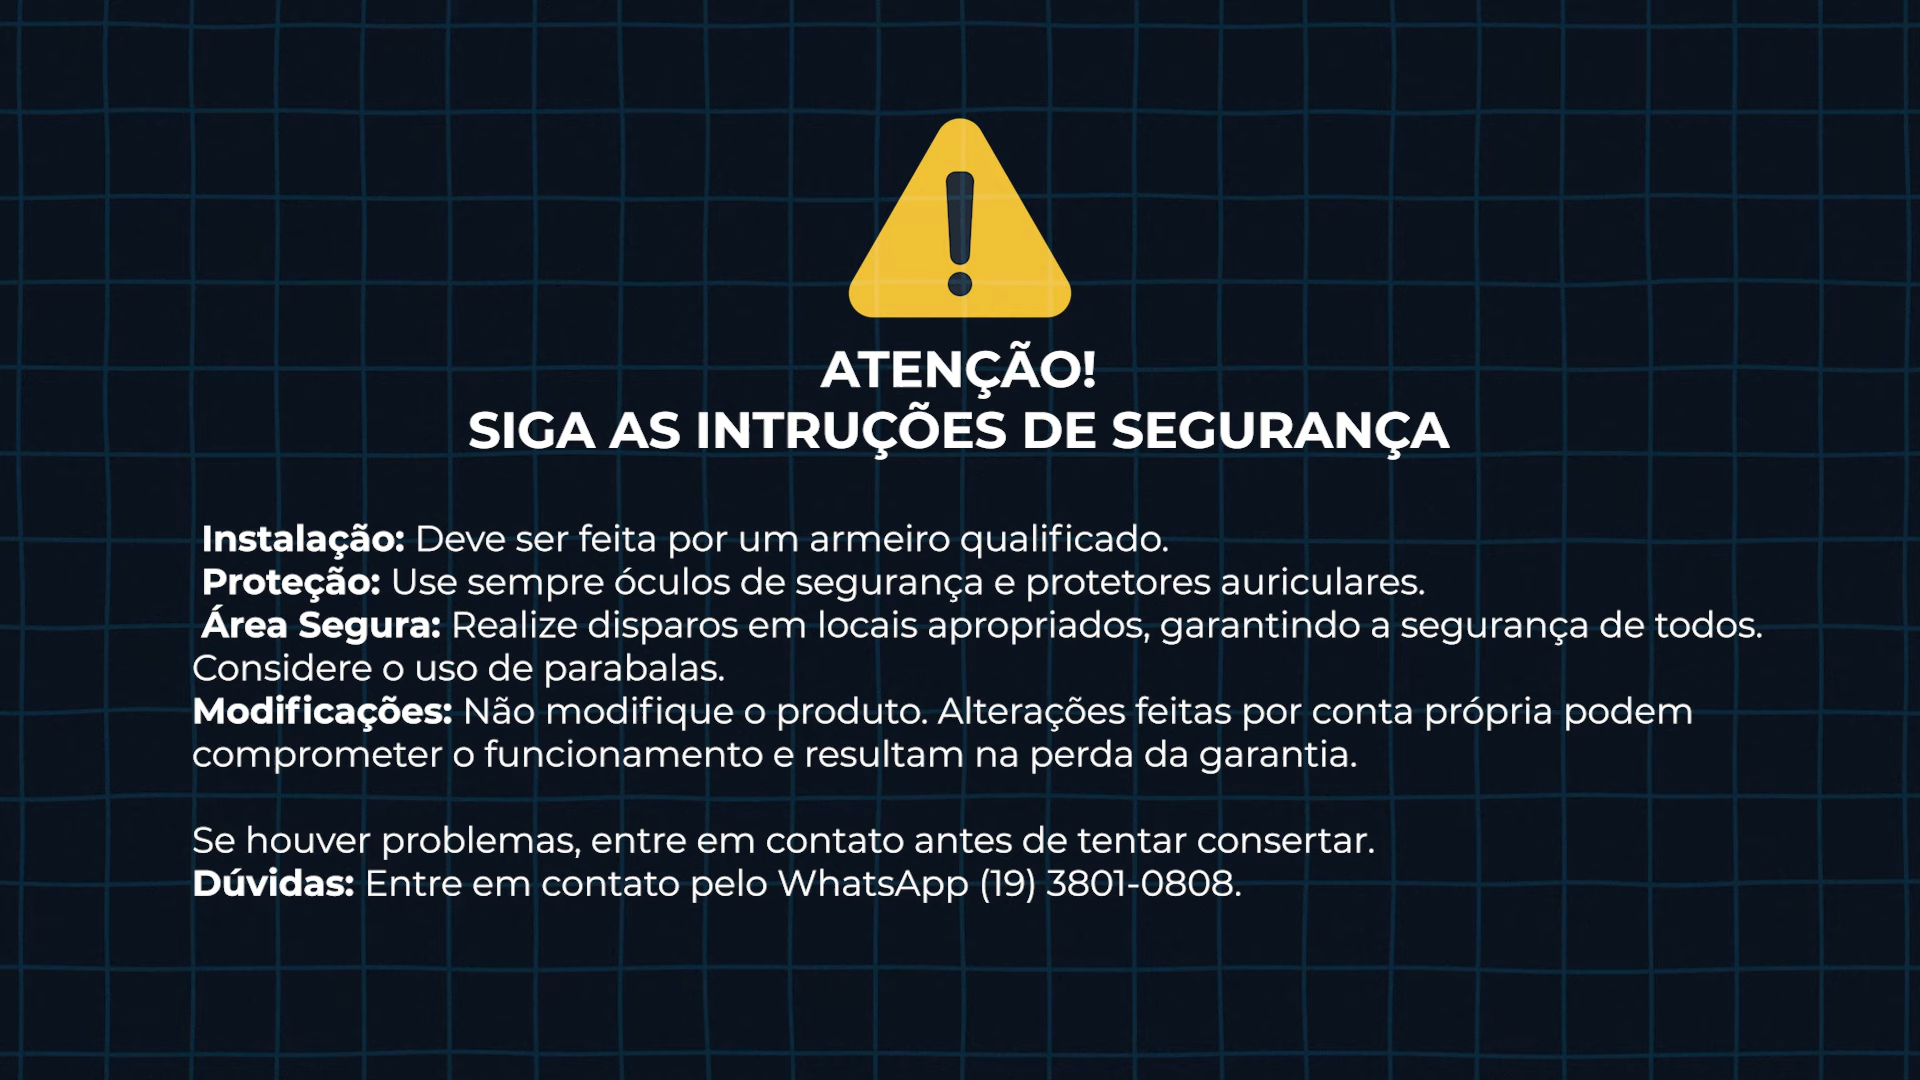 ATENÇÃO!
SIGA AS INTRUÇÕES DE SEGURANÇA
Instalação: Deve ser feita por um armeiro qualificado.
Proteção: Use sempre óculos de segurança e protetores auriculares.
Área Segura: Realize disparos em locais apropriados, garantindo a segurança de todos.
Considere o uso de parabalas.
Modificações: Não modifique o produto. Alterações feitas por conta própria podem
comprometer o funcionamento e resultam na perda da garantia.
Se houver problemas, entre em contato antes de tentar consertar.
Dúvidas: Entre em contato pelo WhatsApp (19) 3801-0808.